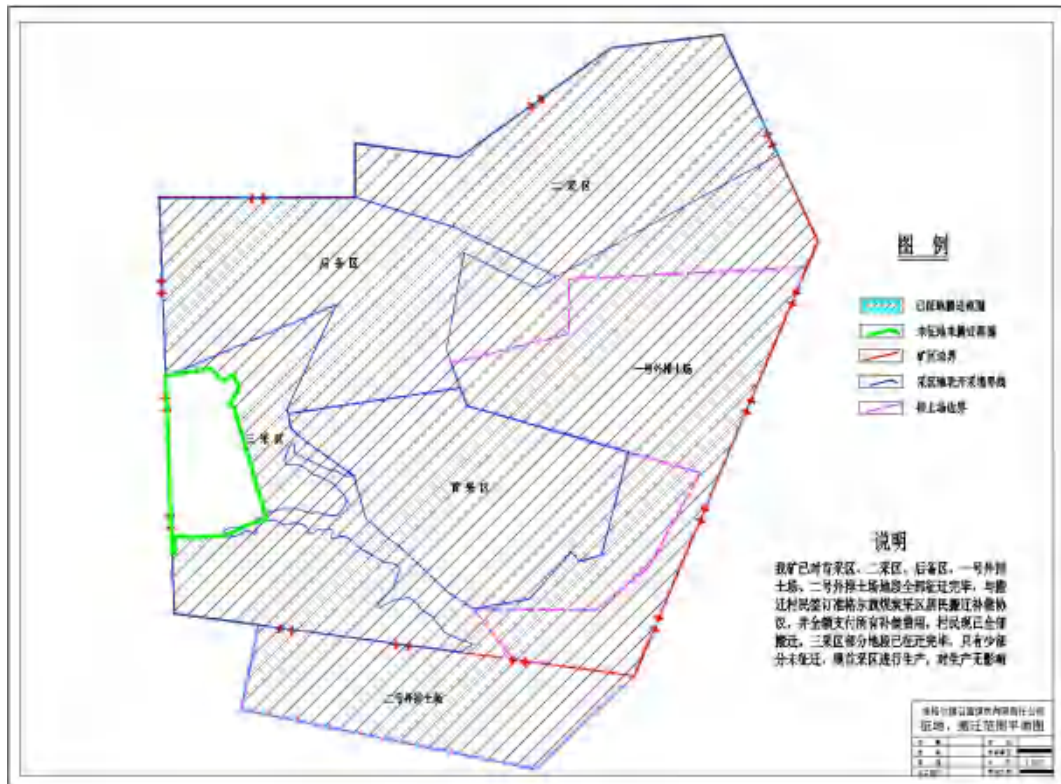 二采区
后备区
一号外排土场
三采区
首采区
二号外排土场
图 例
已征地搬迁范围
未征地未搬迁范围
矿区边界
采区地表开采境界线
排土场边界
说明
我矿已对首采区、二采区、后备区、一号外排
土场、二号外排土场地段全部征迁完毕，与搬
迁村民签订准格尔旗煤炭采区居民搬迁补偿协
议，并全额支付所有补偿费用，村民现已全部
搬迁，三采区部分地段已征迁完毕，只有少部
分未征迁，现首采区进行生产，对生产无影响
征地、搬迁范围平面图